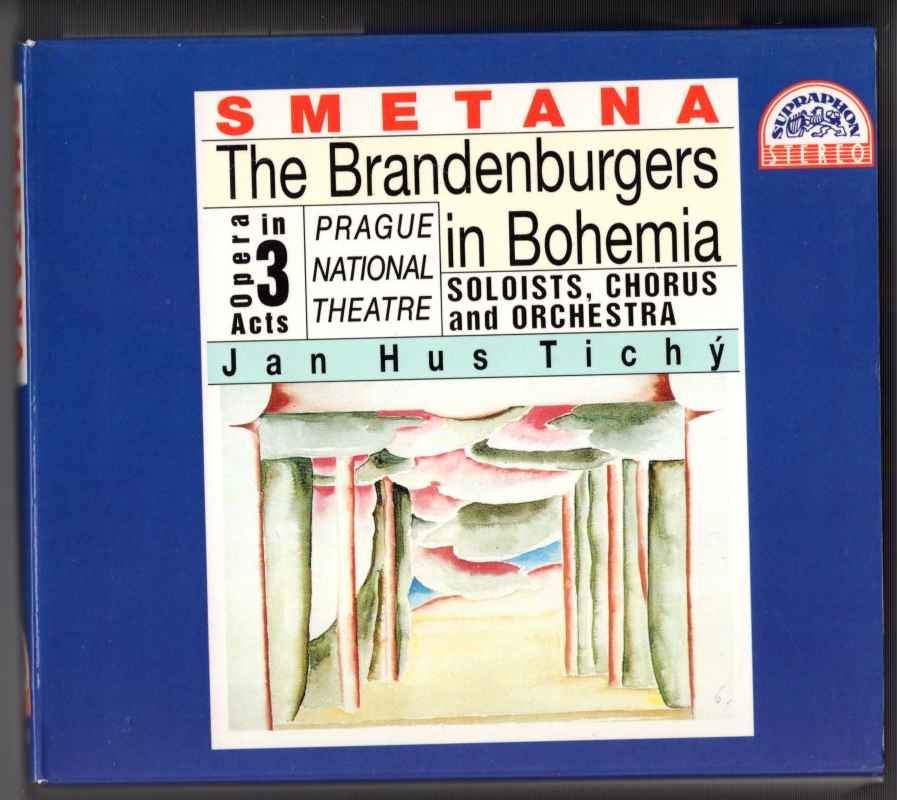 SMETANA
The Brandenburgers
in Bohemia
Opera in
3
Acts
PRAGUE
NATIONAL
THEATRE
SOLOISTS, CHORUS
and ORCHESTRA
Jan Hus Tichý
SUPRAPHON
STEREO
6.